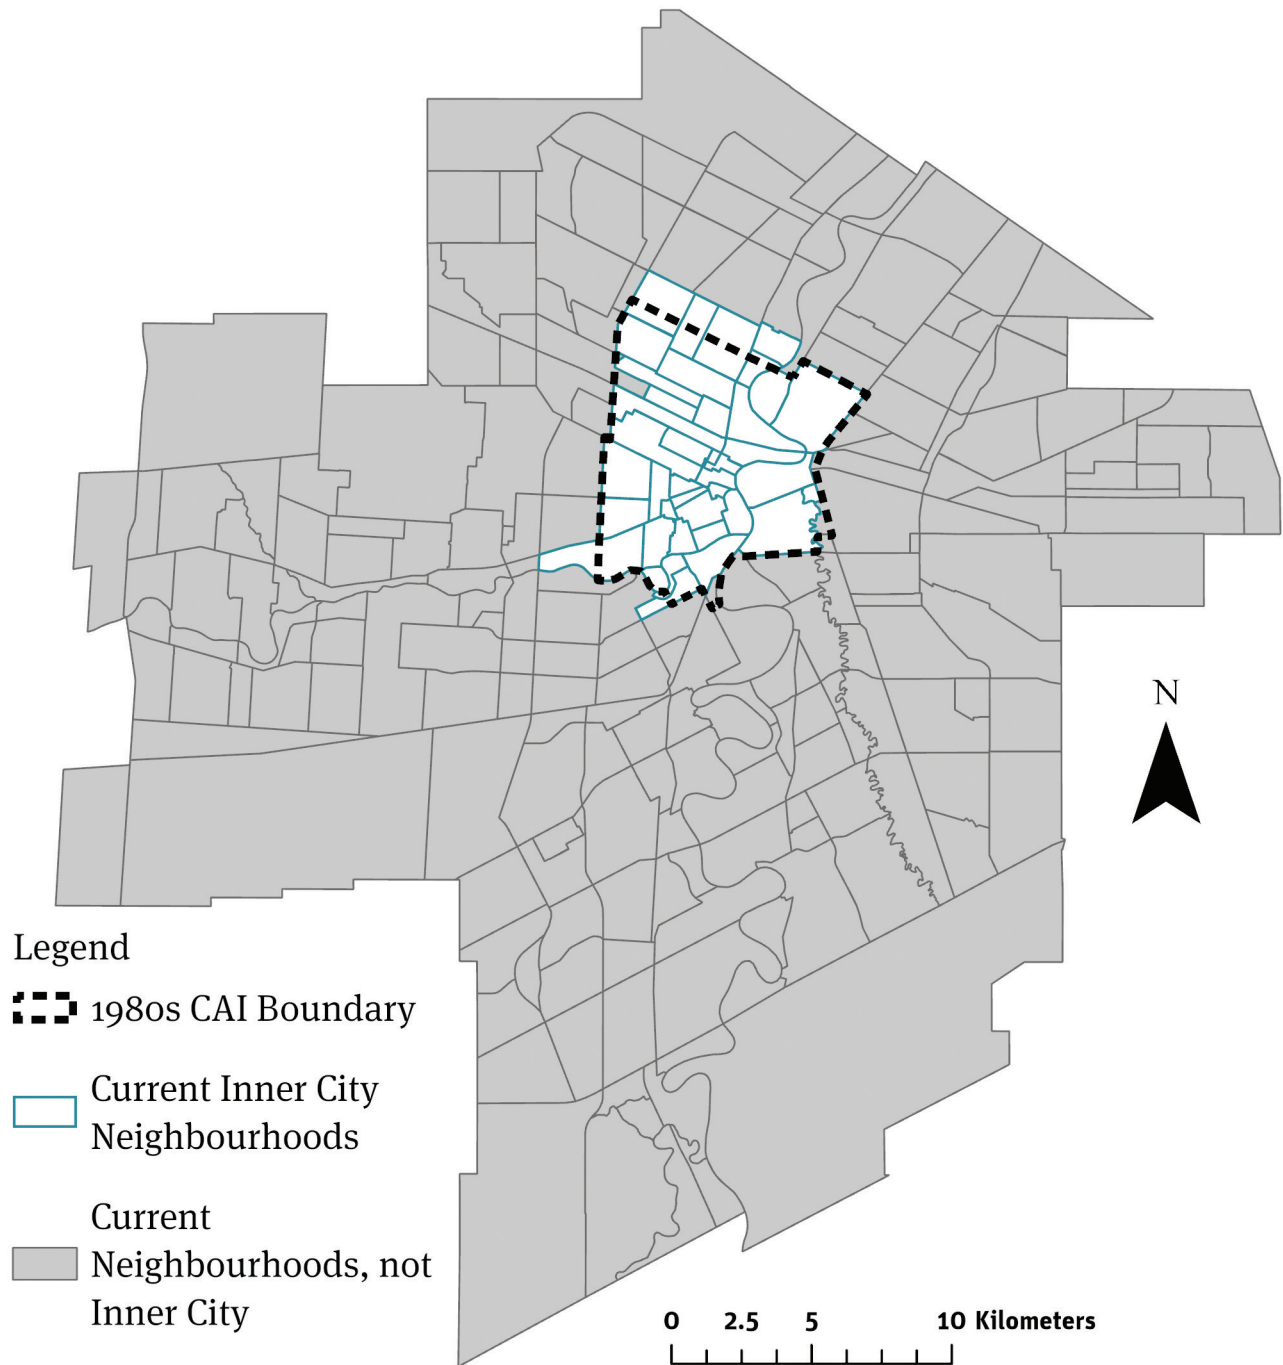 N
Legend
1980s CAI Boundary
Current Inner City
Neighbourhoods
Current
Neighbourhoods, not
Inner City
0 2.5 5 10 Kilometers